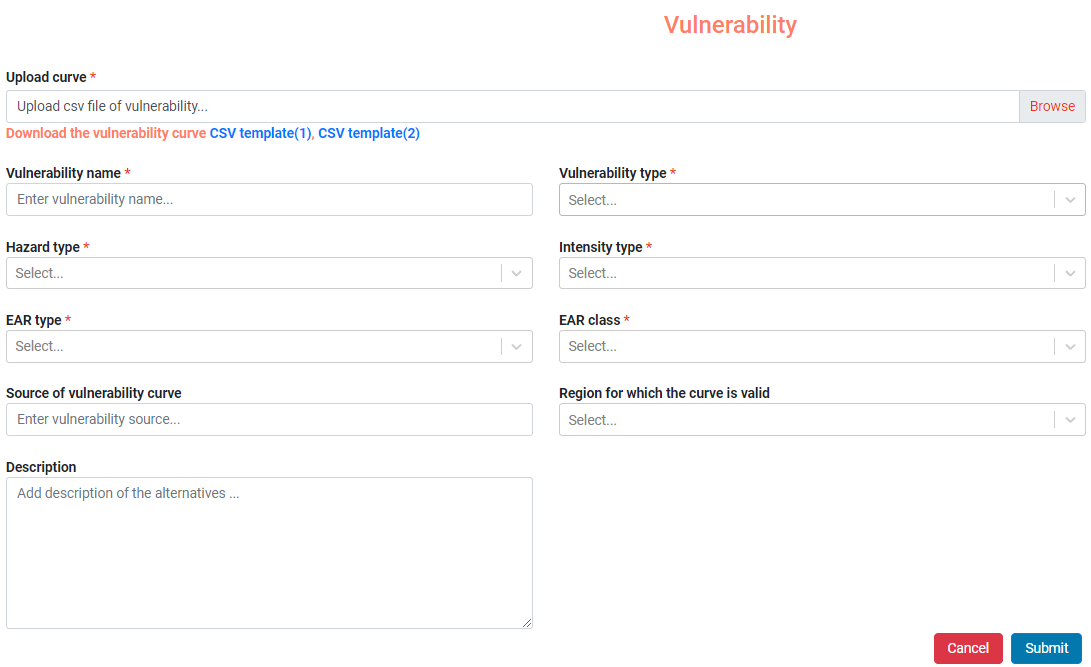 Vulnerability
Upload curve *
Upload csv file of vulnerability...
Browse
Download the vulnerability curve CSV template(1), CSV template(2)
Vulnerability name *
Vulnerability type *
Enter vulnerability name...
Select...
Hazard type *
Intensity type *
Select...
Select...
EAR type *
EAR class *
Select...
Select...
Source of vulnerability curve
Region for which the curve is valid
Enter vulnerability source...
Select...
Description
Add description of the alternatives ...
Cancel
Submit